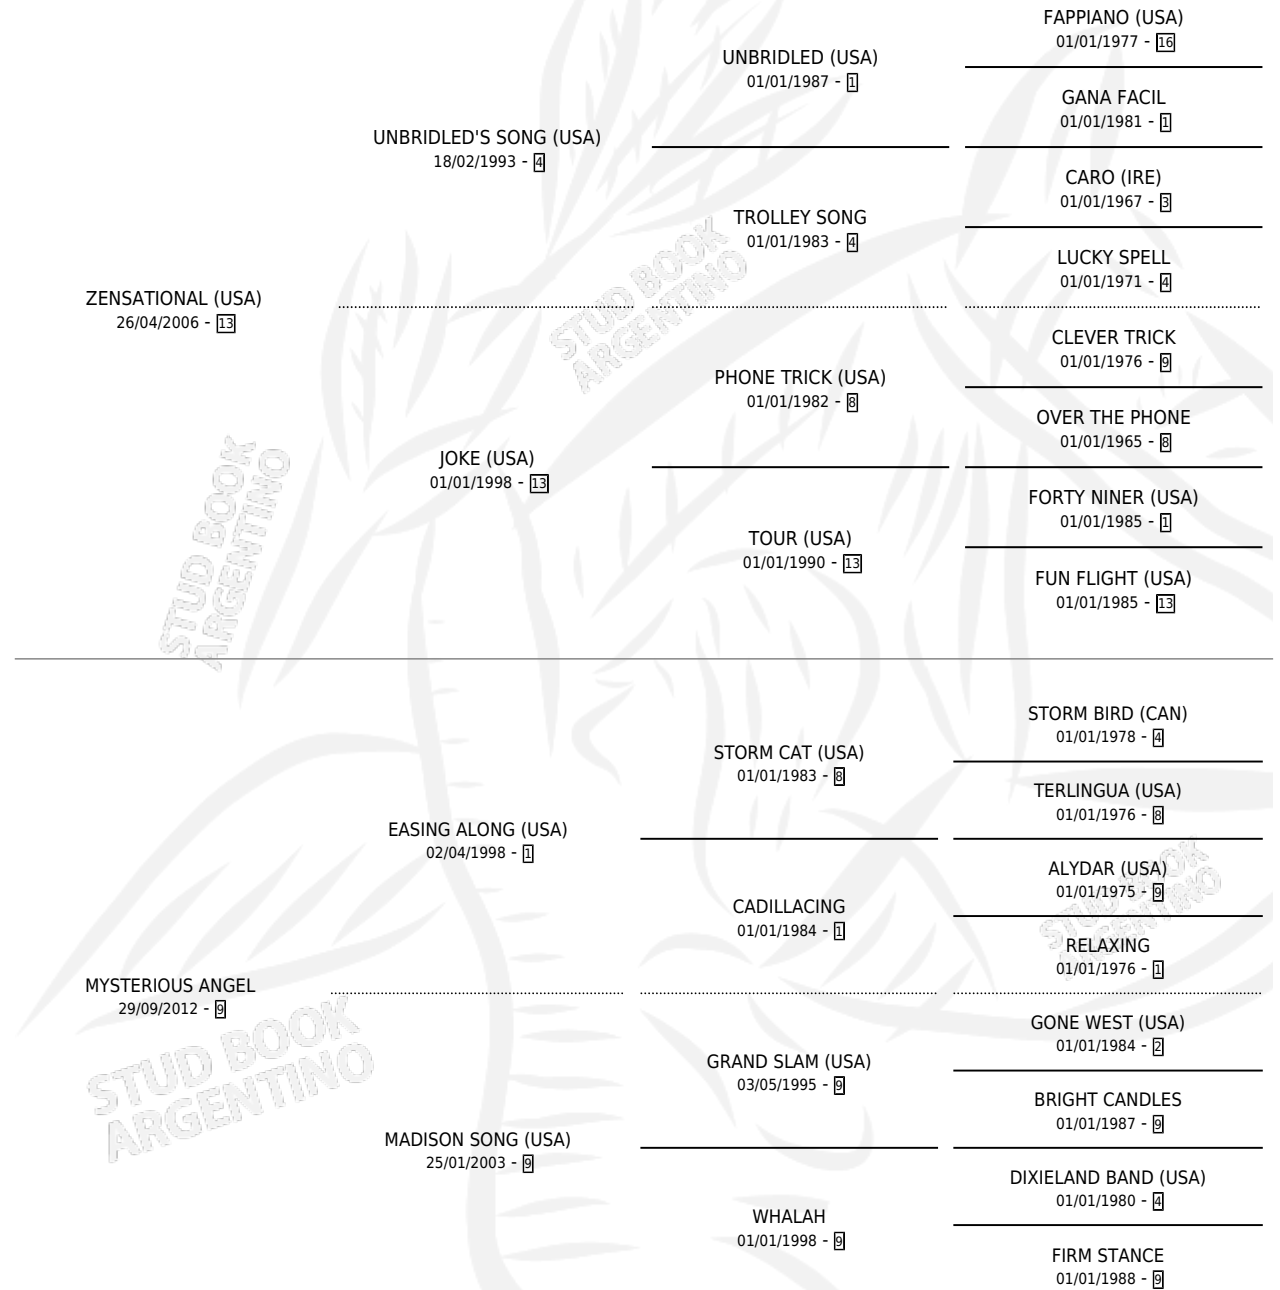 FAPPIANO (USA)
01/01/1977 - 16
UNBRIDLED (USA)
01/01/1987 - 1
GANA FACIL
01/01/1981 - 1
UNBRIDLED'S SONG (USA)
18/02/1993 - 4
CARO (IRE)
01/01/1967 - 3
TROLLEY SONG
01/01/1983 - 4
LUCKY SPELL
01/01/1971 - 4
ZENSATIONAL (USA)
26/04/2006 - 13
CLEVER TRICK
01/01/1976 - 9
PHONE TRICK (USA)
01/01/1982 - 8
OVER THE PHONE
01/01/1965 - 8
JOKE (USA)
01/01/1998 - 13
FORTY NINER (USA)
01/01/1985 - 1
TOUR (USA)
01/01/1990 - 13
FUN FLIGHT (USA)
01/01/1985 - 13
STORM BIRD (CAN)
01/01/1978 - 4
STORM CAT (USA)
01/01/1983 - 8
TERLINGUA (USA)
01/01/1976 - 8
EASING ALONG (USA)
02/04/1998 - 1
ALYDAR (USA)
01/01/1975 - 9
CADILLACING
01/01/1984 - 1
RELAXING
01/01/1976 - 1
MYSTERIOUS ANGEL
29/09/2012 - 9
GONE WEST (USA)
01/01/1984 - 2
GRAND SLAM (USA)
03/05/1995 - 9
BRIGHT CANDLES
01/01/1987 - 9
MADISON SONG (USA)
25/01/2003 - 9
DIXIELAND BAND (USA)
01/01/1980 - 4
WHALAH
01/01/1998 - 9
FIRM STANCE
01/01/1988 - 9
STUD BOOK
ARGENTINO
STUD BOOK
ARGENTINO
STUD BOOK
ARGENTINO
STUD BOOK
ARGENTINO